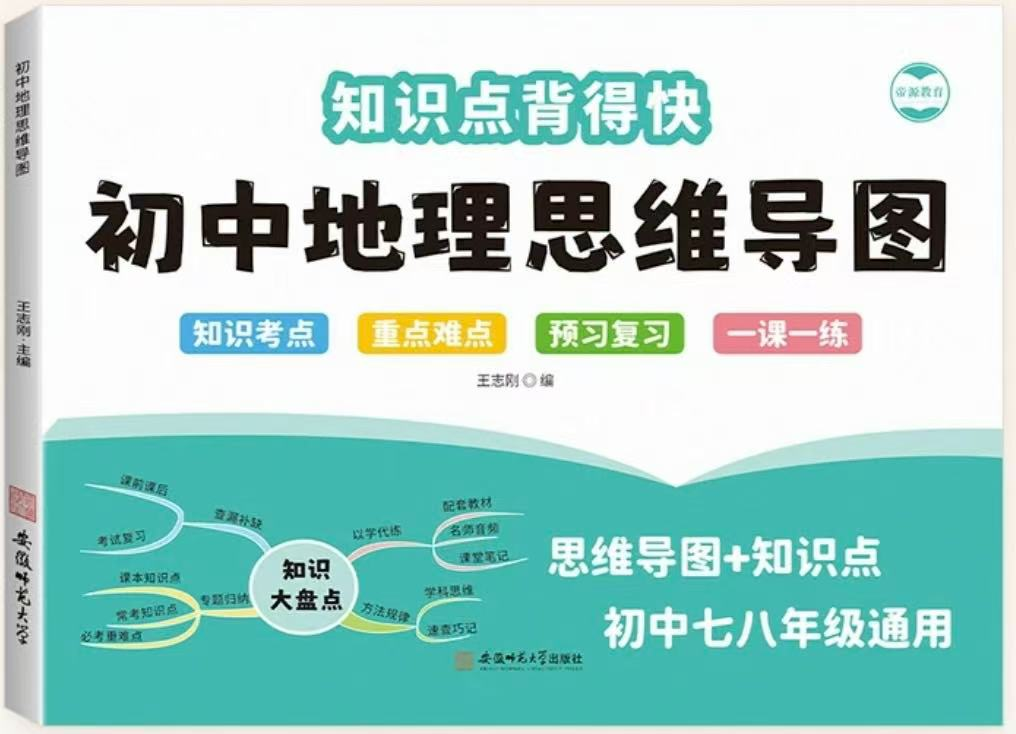 知识点背得快
帝源教育
初中地理思维导图
知识考点 重点难点 预习复习 一课一练
王志刚◎编
初中地理思维导图
王志刚·主编
安徽师范大学
课前课后
考试复习
查漏补缺
课本知识点
常考知识点
必考重难点
专题归纳
知识
大盘点
以学代练
配套教材
名师音频
课堂笔记
方法规律
学科思维
速查巧记
思维导图+知识点
初中七八年级通用
安徽师范大学出版社